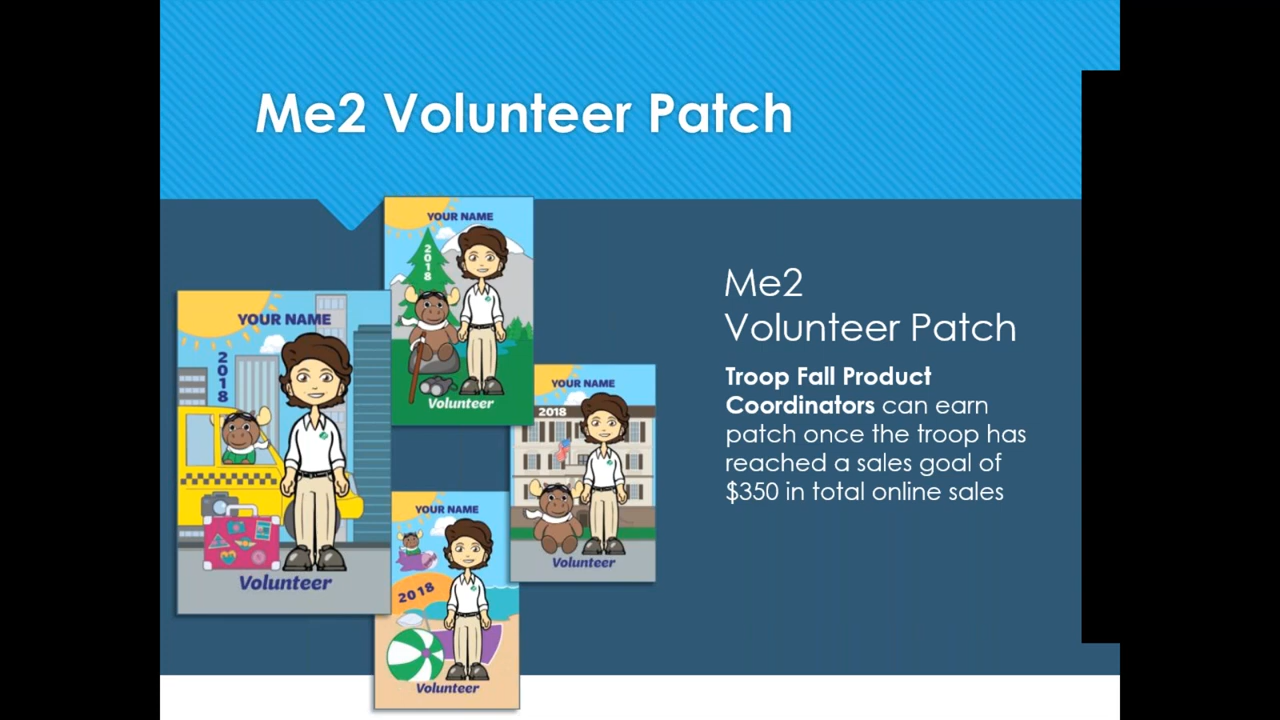 Me2 Volunteer Patch
YOUR NAME
2018
Volunteer
YOUR NAME
2018
Volunteer
YOUR NAME
2018
Volunteer
YOUR NAME
2018
Volunteer
Me2
Volunteer Patch
Troop Fall Product
Coordinators can earn
patch once the troop has
reached a sales goal of
$350 in total online sales